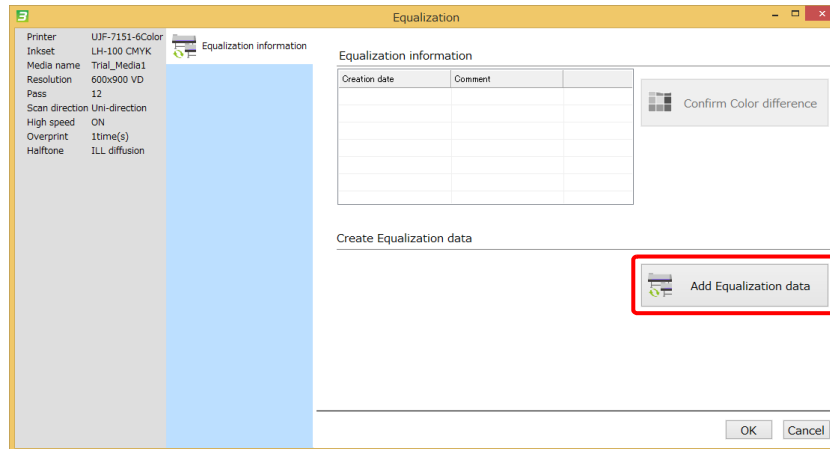 Equalization
Printer UJF-7151-6Color
Inkset LH-100 CMYK
Media name Trial_Media1
Resolution 600x900 VD
Pass 12
Scan direction Uni-direction
High speed ON
Overprint 1time(s)
Halftone ILL diffusion
Equalization information
Equalization information
Creation date Comment
Confirm Color difference
Create Equalization data
Add Equalization data
OK Cancel